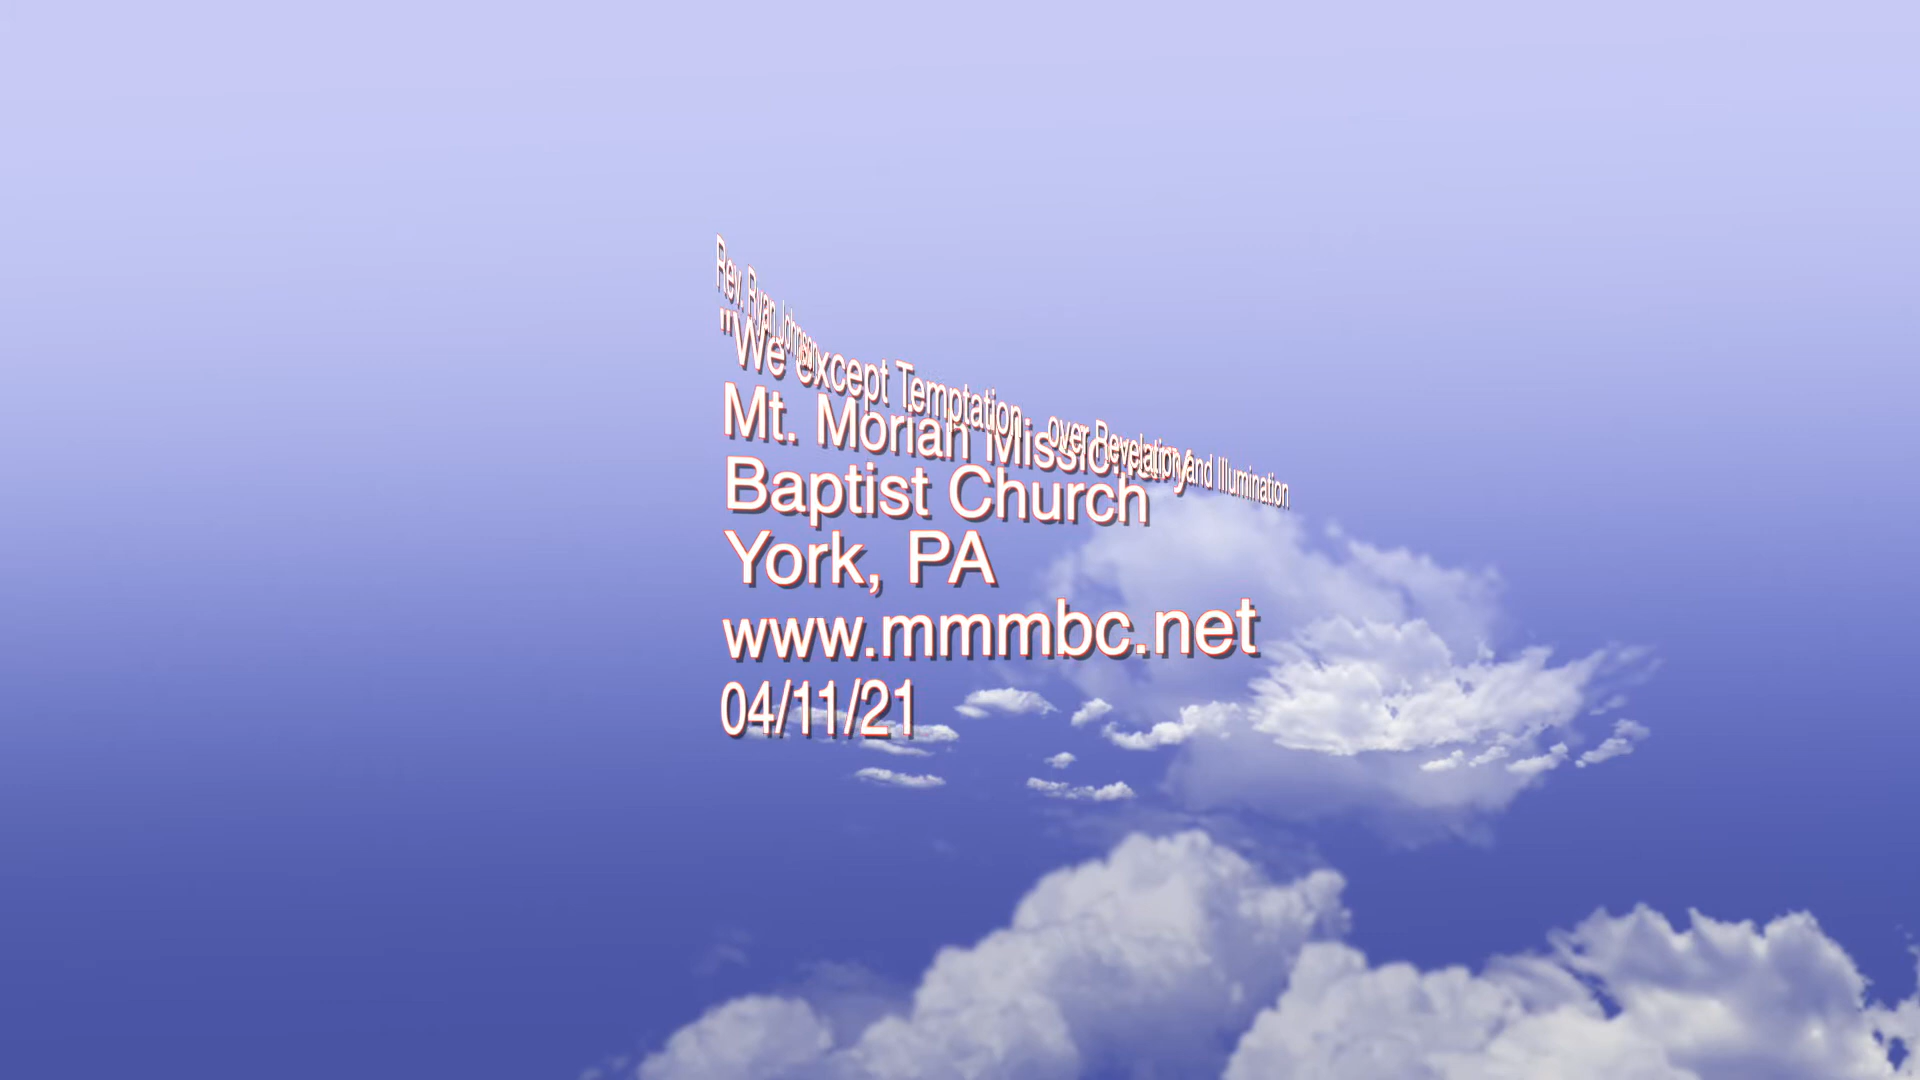 Rev. Ryan Johnson
"We except Temptation over Revelation and Illumination
Mt. Moriah Missionary
Baptist Church
York, PA
www.mmmbc.net
04/11/21